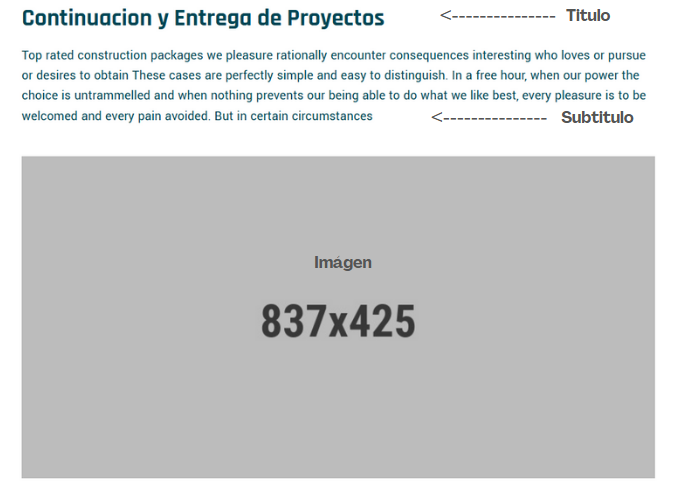 Continuacion y Entrega de Proyectos <--------------- Titulo
Top rated construction packages we pleasure rationally encounter consequences interesting who loves or pursue
or desires to obtain These cases are perfectly simple and easy to distinguish. In a free hour, when our power the
choice is untrammelled and when nothing prevents our being able to do what we like best, every pleasure is to be
welcomed and every pain avoided. But in certain circumstances <--------------- Subtitulo
Imágen
837x425